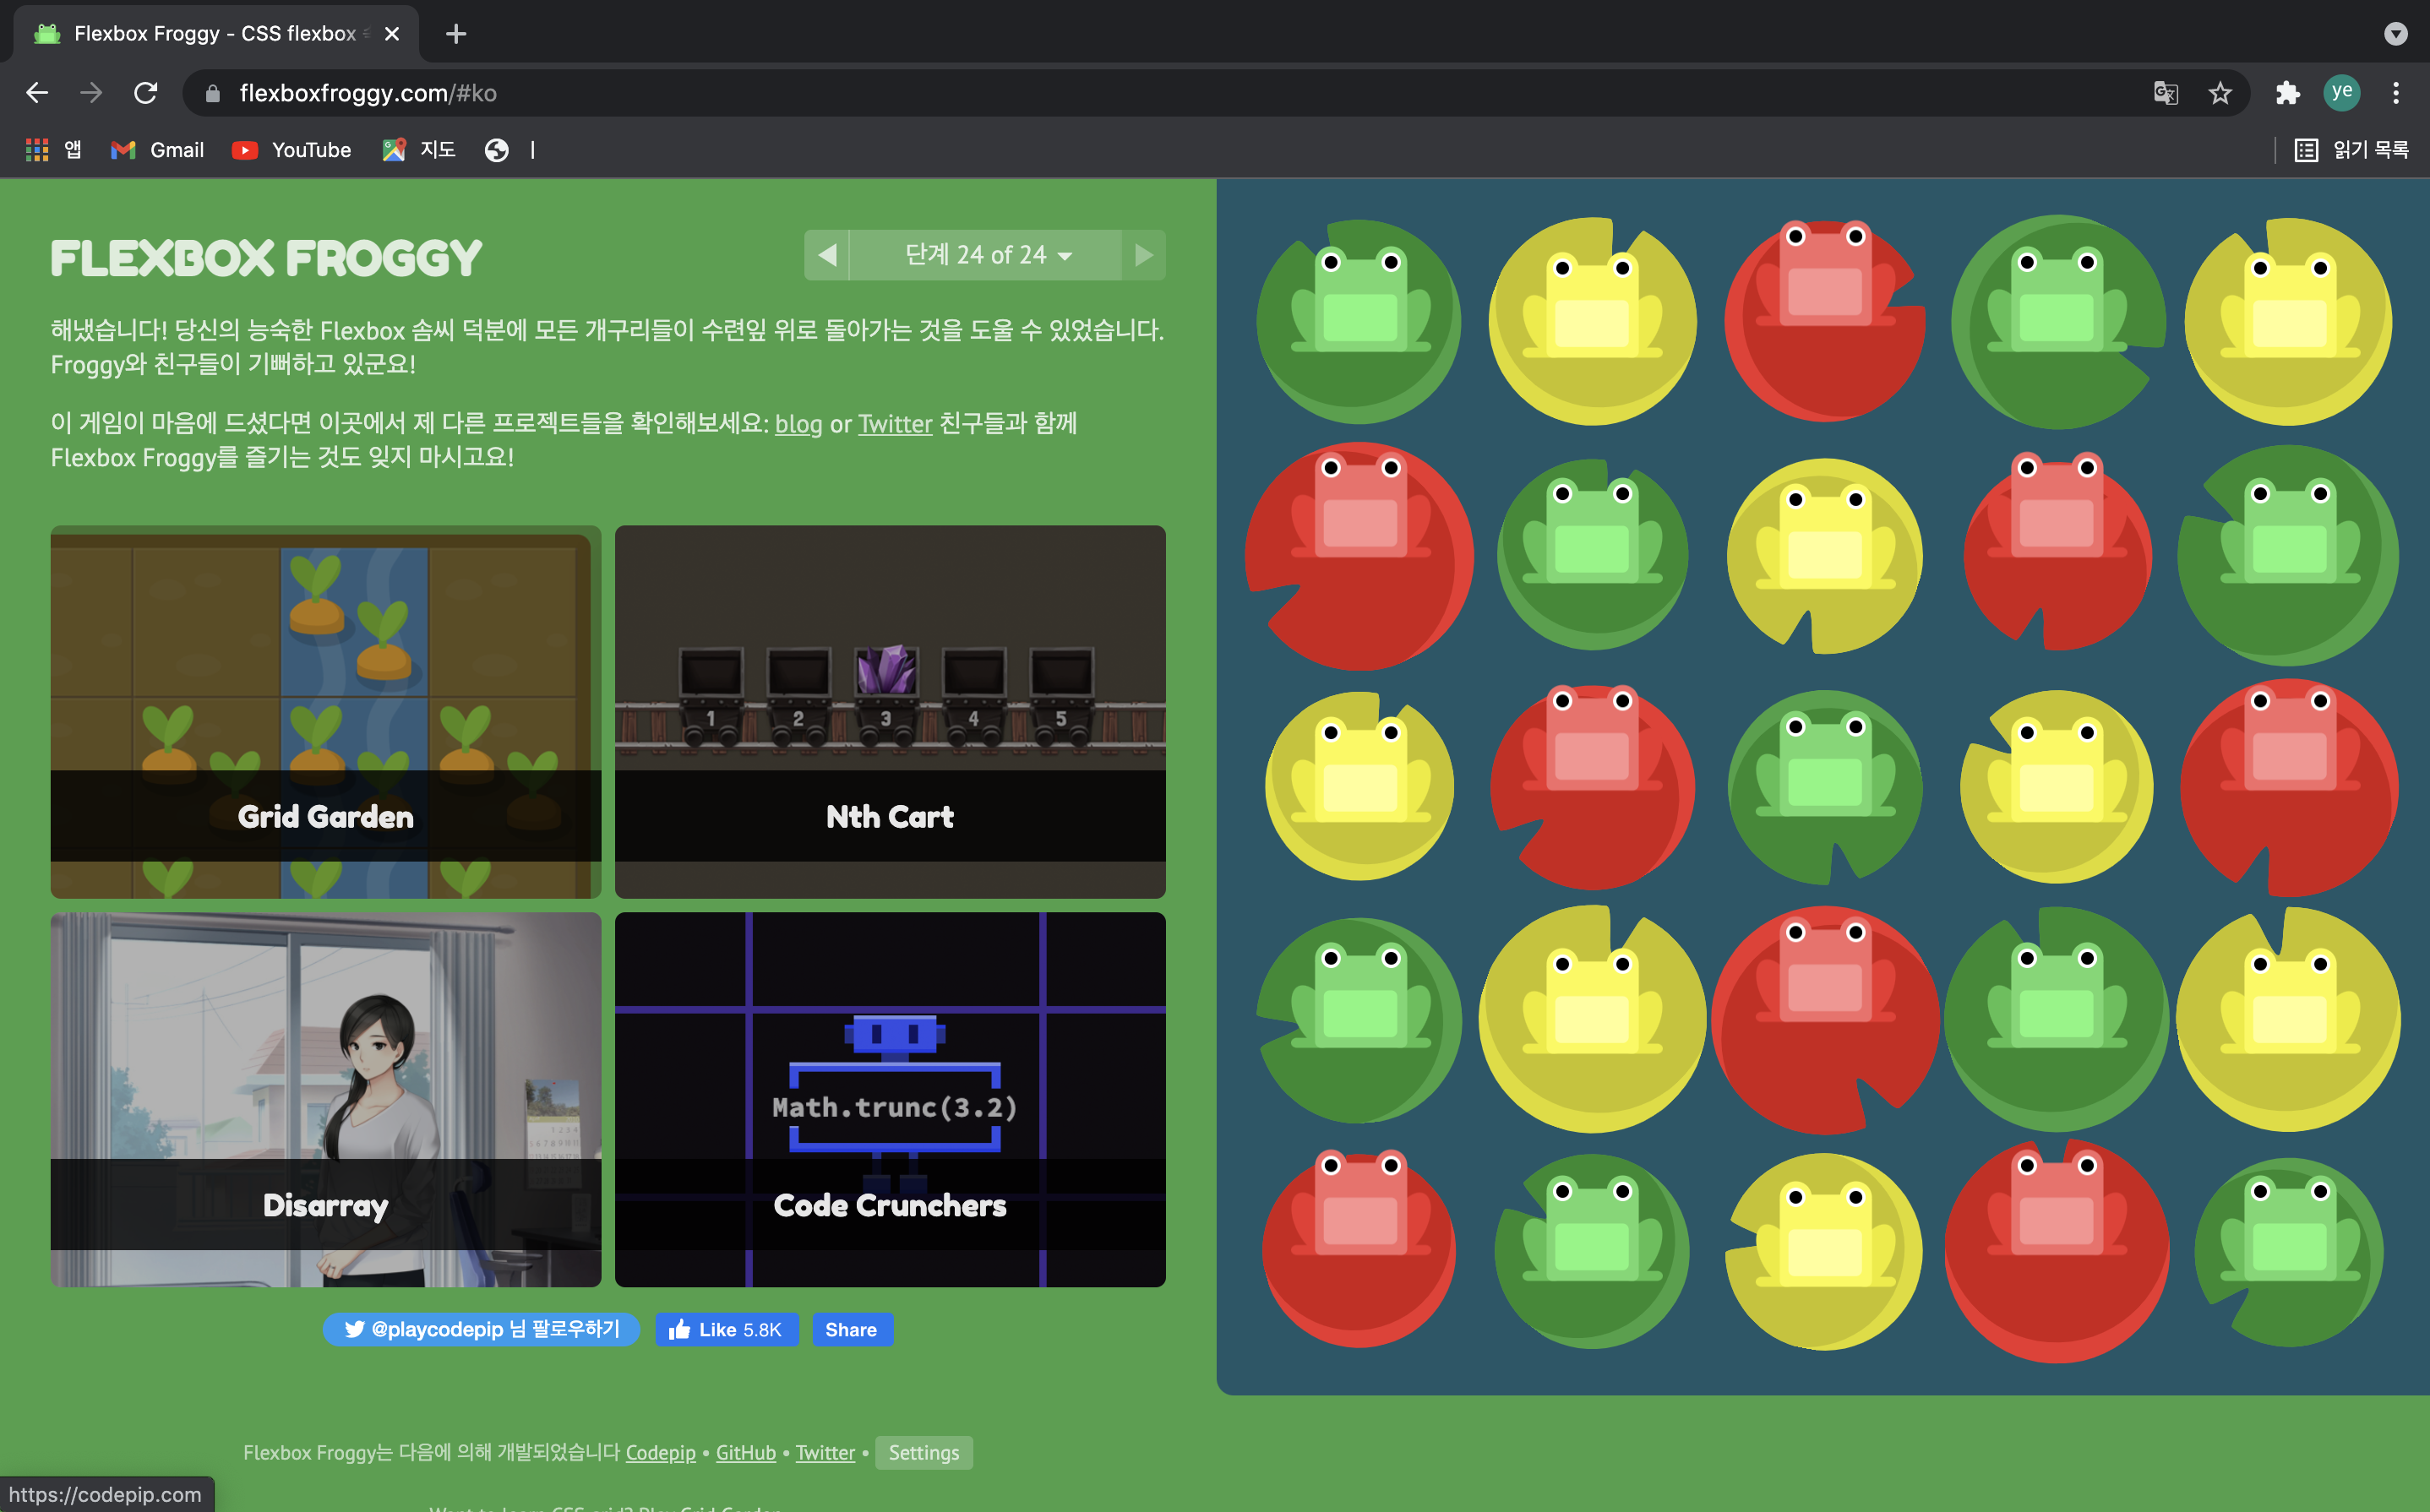 Flexbox Froggy - CSS flexbox
flexboxfroggy.com/#ko
ye
앱
Gmail
YouTube
지도
읽기 목록
FLEXBOX FROGGY
단계 24 of 24
해냈습니다! 당신의 능숙한 Flexbox 솜씨 덕분에 모든 개구리들이 수련잎 위로 돌아가는 것을 도울 수 있었습니다.
Froggy와 친구들이 기뻐하고 있군요!
이 게임이 마음에 드셨다면 이곳에서 제 다른 프로젝트들을 확인해보세요: blog or Twitter 친구들과 함께
Flexbox Froggy를 즐기는 것도 잊지 마시고요!
Grid Garden
1 2 3 4 5
Nth Cart
Disarray
Math.trunc(3.2)
Code Crunchers
@playcodepip 님 팔로우하기
Like 5.8K
Share
Flexbox Froggy는 다음에 의해 개발되었습니다 Codepip • GitHub • Twitter • Settings
https://codepip.com
Want to learn CSS grid? Play Grid Garden